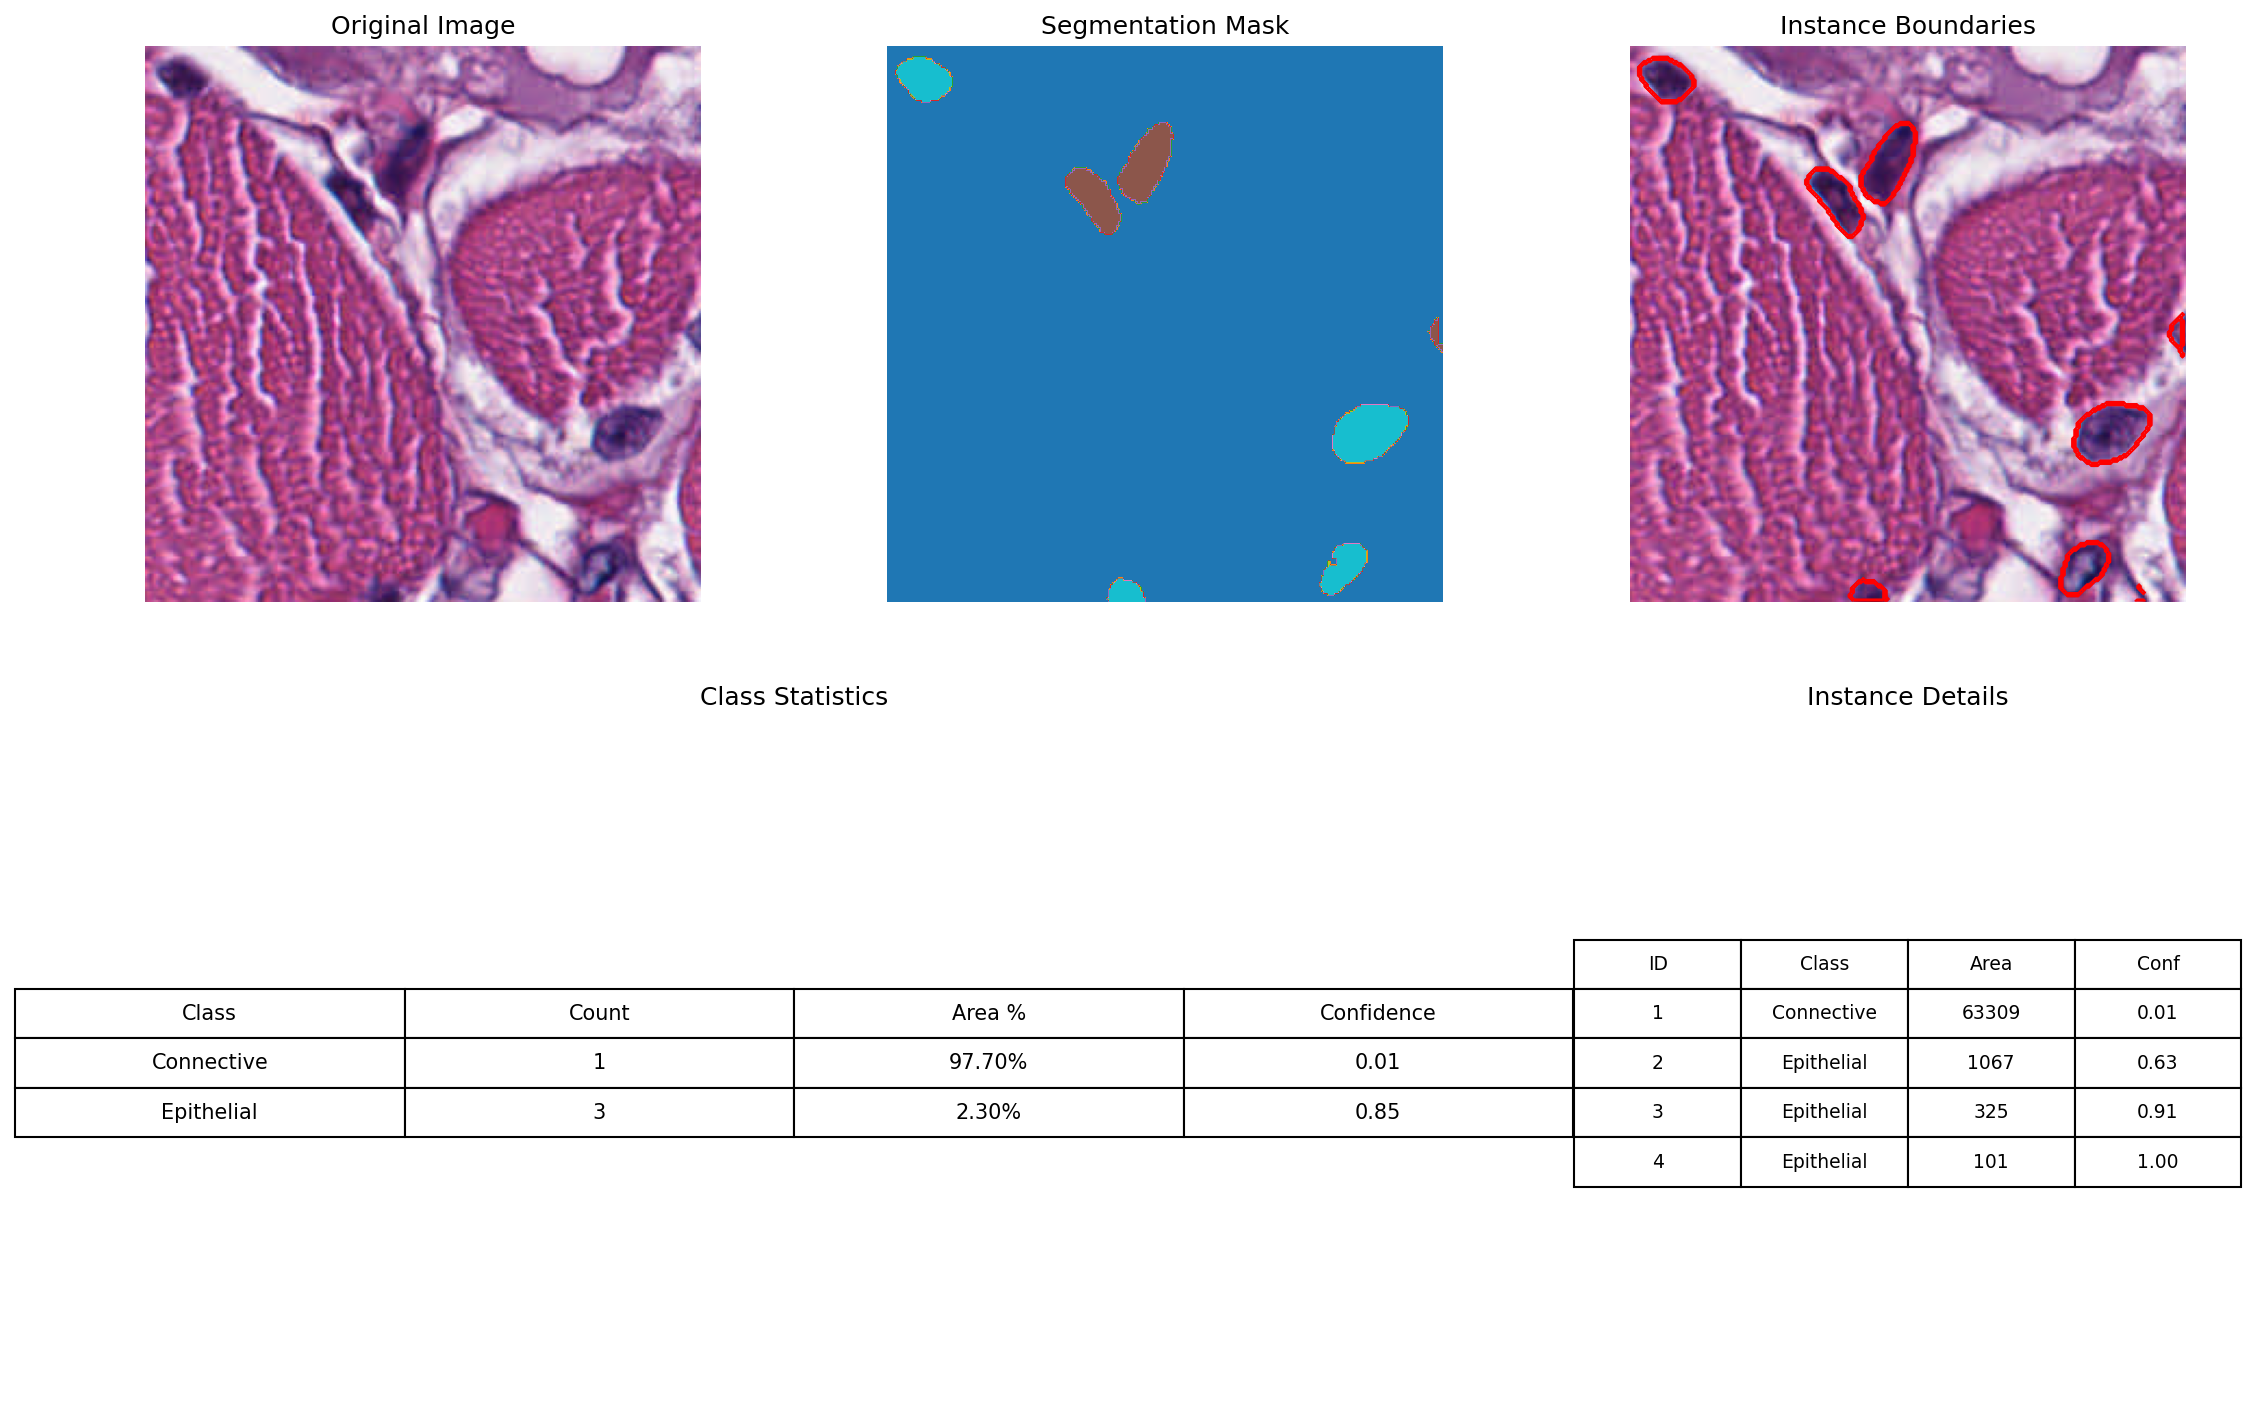 Original Image
Segmentation Mask
Instance Boundaries
Class Statistics
Class Count Area % Confidence
Connective 1 97.70% 0.01
Epithelial 3 2.30% 0.85
Instance Details
ID Class Area Conf
1 Connective 63309 0.01
2 Epithelial 1067 0.63
3 Epithelial 325 0.91
4 Epithelial 101 1.00